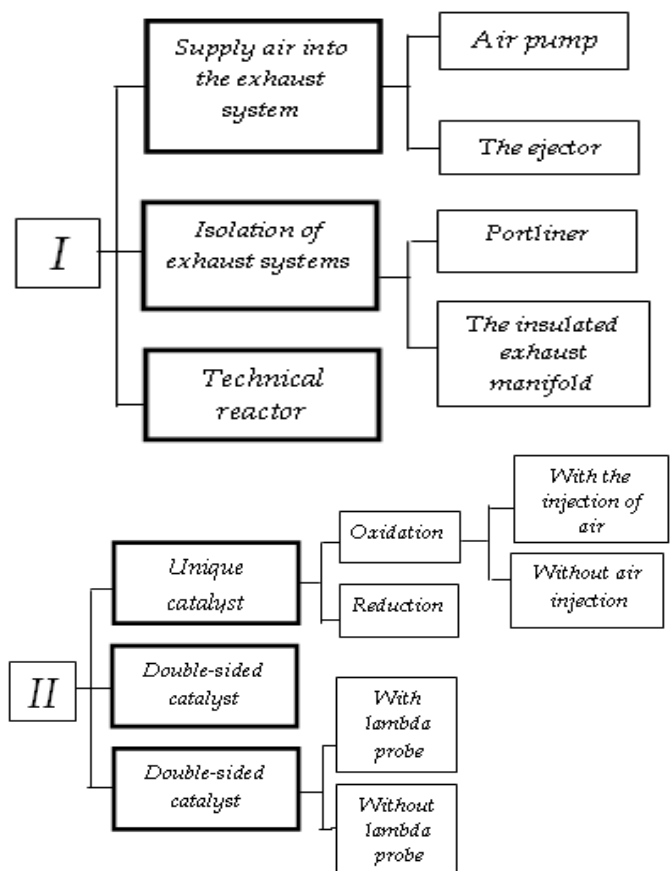 Supply air into
the exhaust
system
Air pump
The ejector
I
Isolation of
exhaust systems
Portliner
The insulated
exhaust
manifold
Technical
reactor
II
Unique
catalyst
Oxidation
With the
injection of
air
Without air
injection
Reduction
Double-sided
catalyst
Double-sided
catalyst
With
lambda
probe
Without
lambda
probe